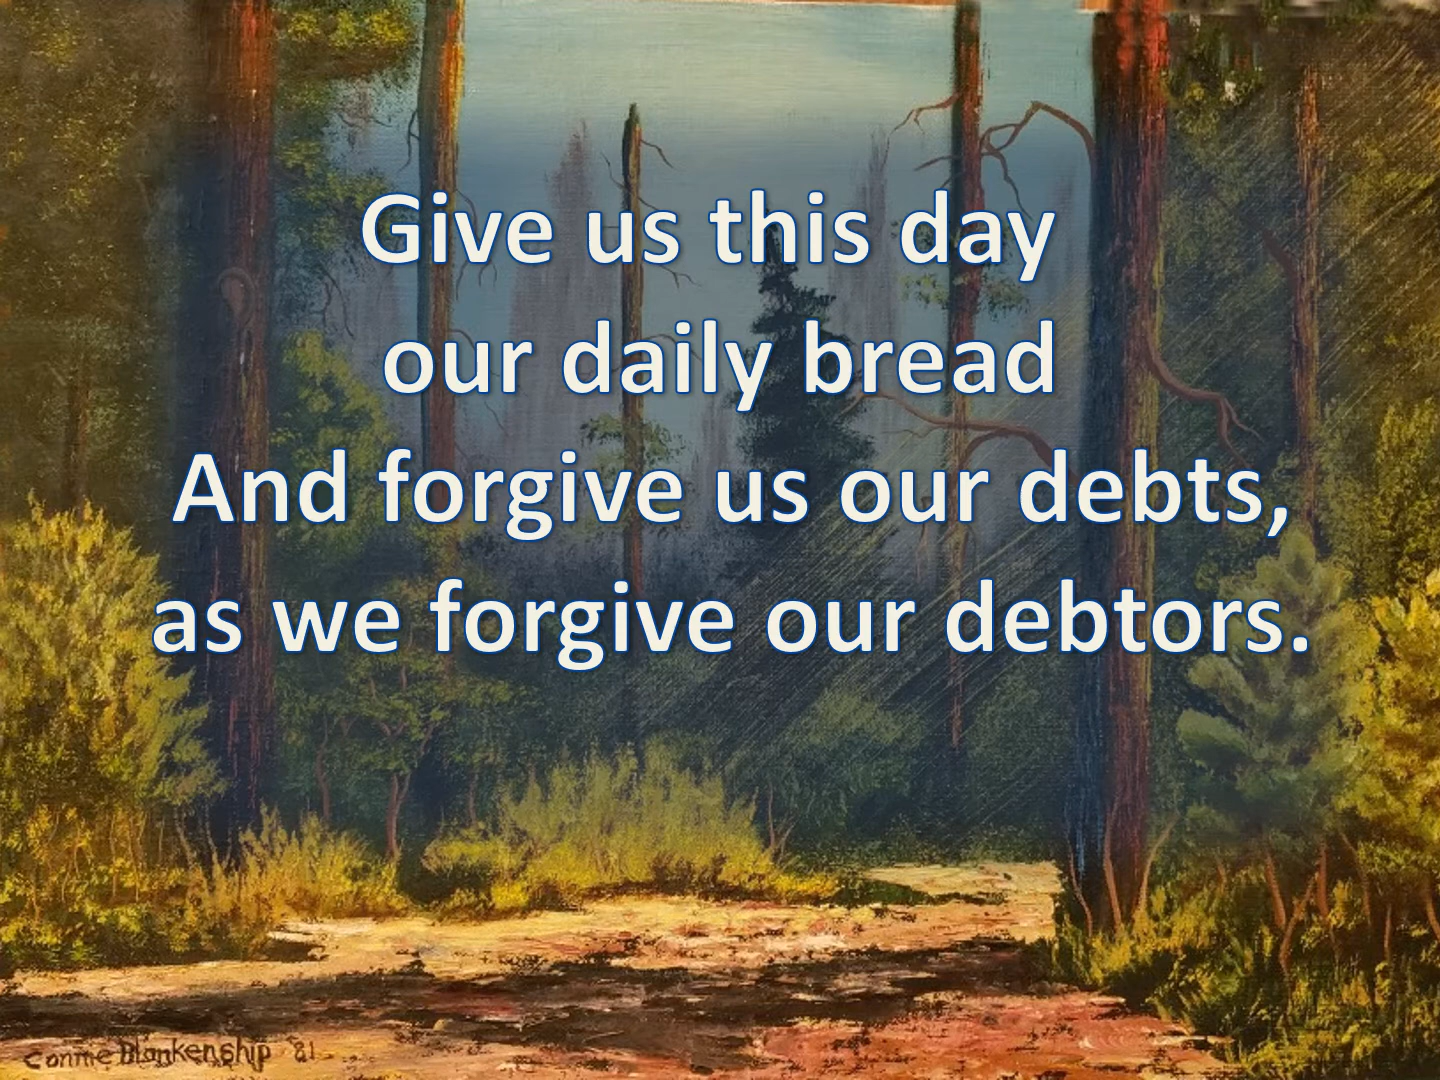 Give us this day
our daily bread
And forgive us our debts,
as we forgive our debtors.
Connie Blankenship '81